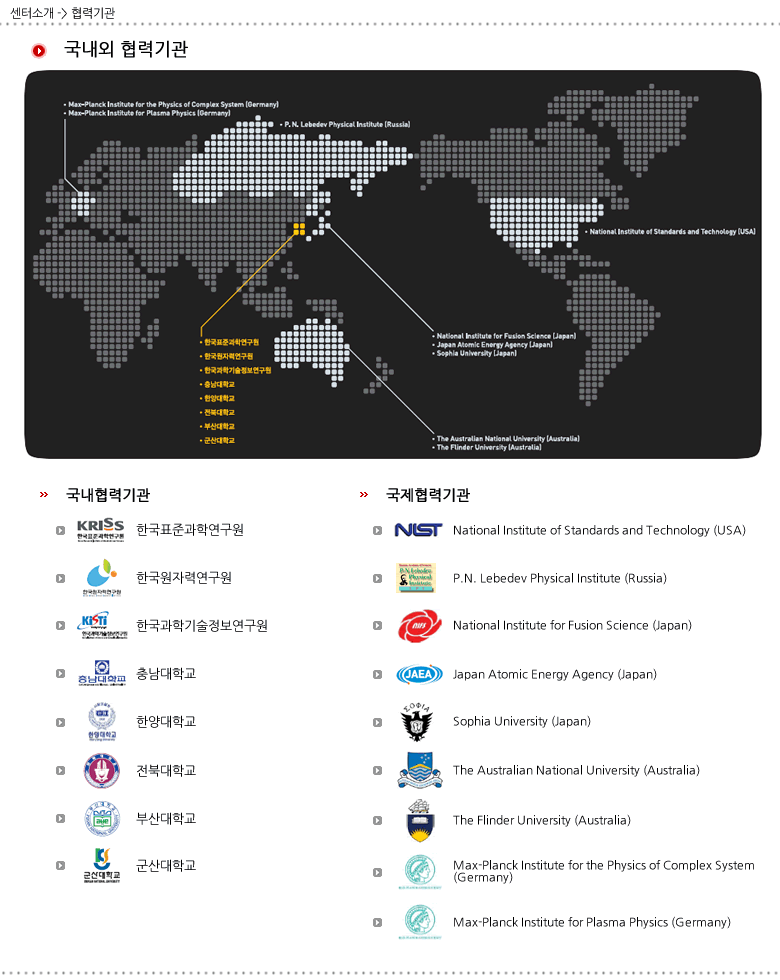 센터소개 -> 협력기관
국내외 협력기관
• Max-Planck Institute for the Physics of Complex System (Germany)
• Max-Planck Institute for Plasma Physics (Germany)
• P. N. Lebedev Physical Institute (Russia)
• National Institute of Standards and Technology (USA)
• National Institute for Fusion Science (Japan)
• Japan Atomic Energy Agency (Japan)
• Sophia University (Japan)
• 한국표준과학연구원
• 한국원자력연구원
• 한국과학기술정보연구원
• 충남대학교
• 한양대학교
• 전북대학교
• 부산대학교
• 군산대학교
• The Australian National University (Australia)
• The Flinder University (Australia)
국내협력기관
KRISS
한국표준과학연구원
한국표준과학연구원
한국원자력연구원
한국원자력연구원
KiSTi
한국과학기술정보연구원
한국과학기술정보연구원
충남대학교
충남대학교
한양대학교
한양대학교
전북대학교
부산대학교
군산대학교
군산대학교
국제협력기관
NIST
National Institute of Standards and Technology (USA)
P.N. Lebedev
Physical
Institute
P.N. Lebedev Physical Institute (Russia)
NIFS
National Institute for Fusion Science (Japan)
JAEA
Japan Atomic Energy Agency (Japan)
ΣΟΦΙΑ
Sophia University (Japan)
The Australian National University (Australia)
The Flinder University (Australia)
Max-Planck Institute for the Physics of Complex System
(Germany)
Max-Planck Institute for Plasma Physics (Germany)